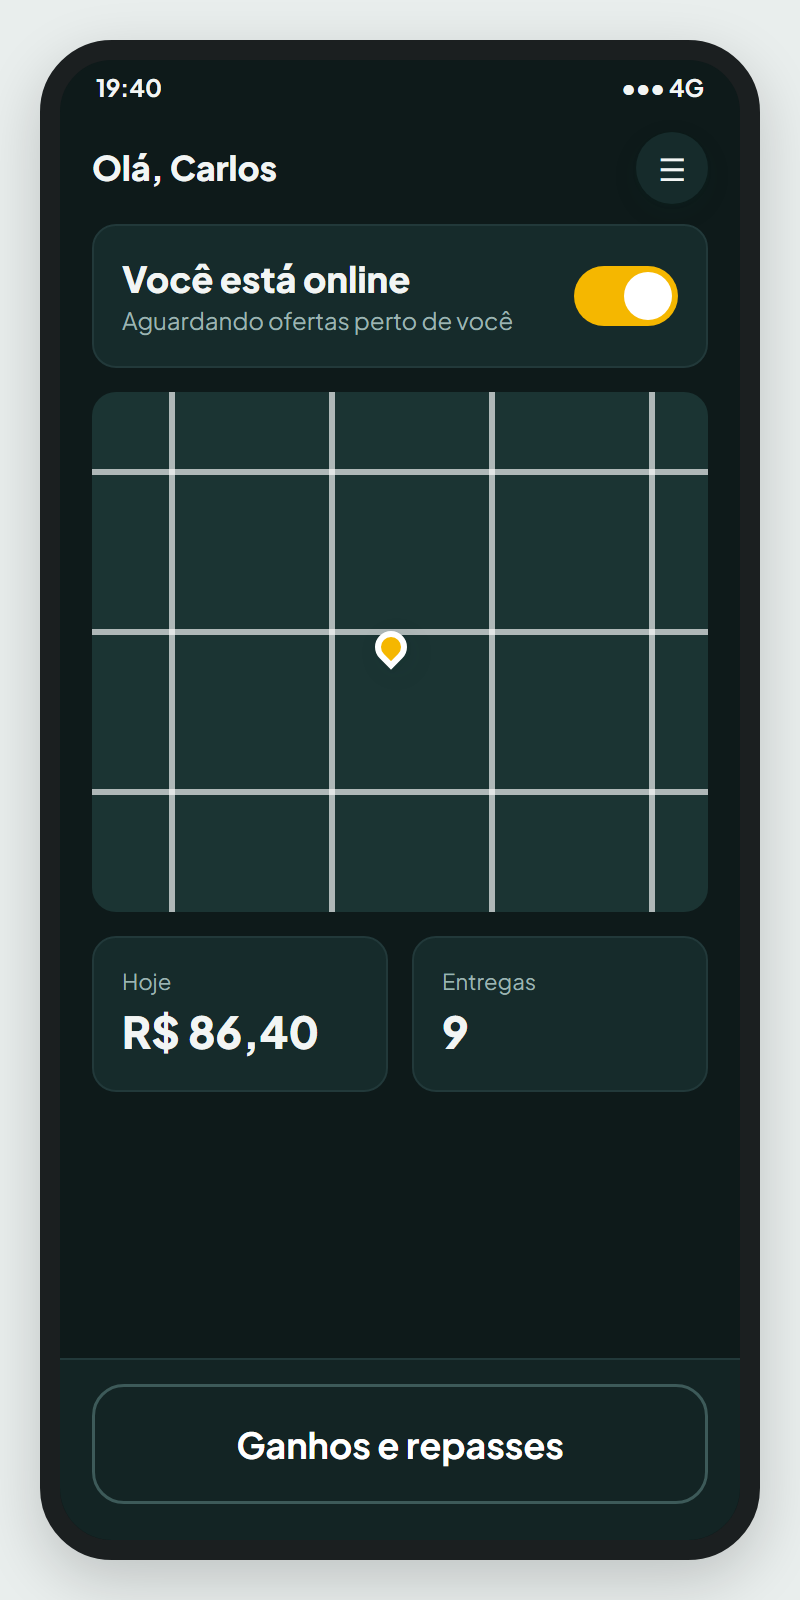 19:40
●●● 4G
Olá, Carlos
☰
Você está online
Aguardando ofertas perto de você
Hoje
R$ 86,40
Entregas
9
Ganhos e repasses